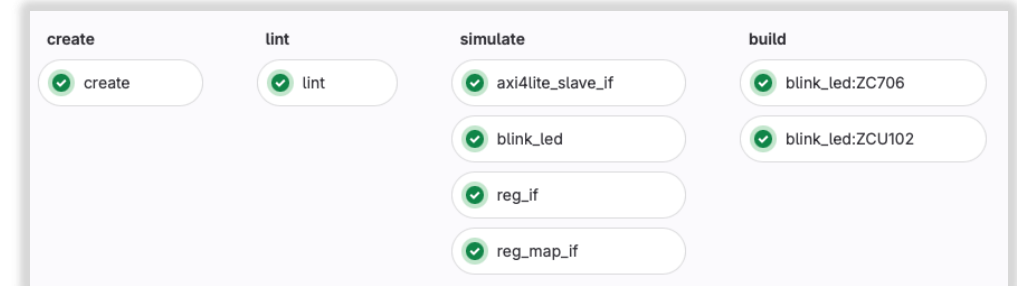 create
lint
simulate
build
create
lint
axi4lite_slave_if
blink_led:ZC706
blink_led
blink_led:ZCU102
reg_if
reg_map_if